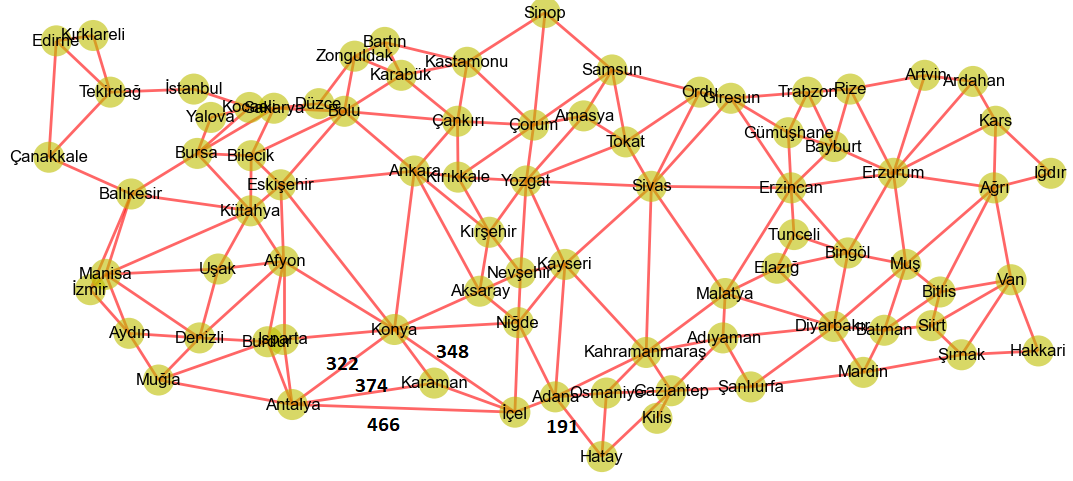 Sinop
Edirne
Kırklareli
Bartın
Zonguldak
Kastamonu
Karabük
Samsun
Artvin
Ardahan
Tekirdağ
İstanbul
Ordu
Giresun
Trabzon
Rize
Kocaeli
Sakarya
Düzce
Bolu
Yalova
Çankırı
Çorum
Amasya
Kars
Gümüşhane
Tokat
Bayburt
Çanakkale
Bursa
Bilecik
Ankara
Kırıkkale
Yozgat
Sivas
Erzincan
Erzurum
Iğdır
Eskişehir
Ağrı
Balıkesir
Kütahya
Kırşehir
Tunceli
Bingöl
Manisa
Uşak
Afyon
Nevşehir
Kayseri
Elazığ
Muş
Van
İzmir
Aksaray
Malatya
Bitlis
Aydın
Denizli
Burdur
Isparta
Konya
Niğde
Adıyaman
Diyarbakır
Batman
Siirt
348
Kahramanmaraş
Şırnak
Hakkari
322
Muğla
374
Karaman
Mardin
Antalya
İçel
Adana
Osmaniye
Gaziantep
Şanlıurfa
466
191
Kilis
Hatay